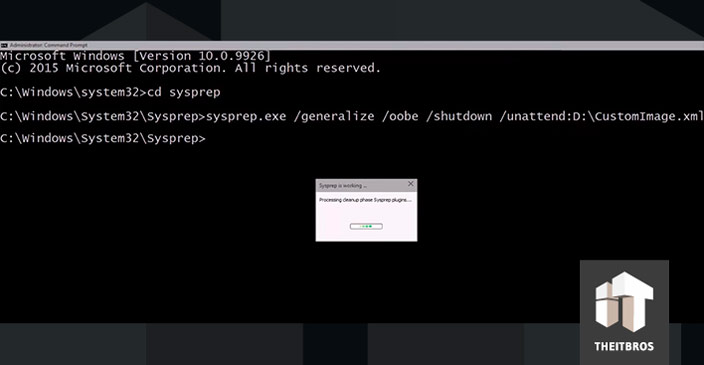 Administrator: Command Prompt
Microsoft Windows [Version 10.0.9926]
(c) 2015 Microsoft Corporation. All rights reserved.
C:\Windows\system32>cd sysprep
C:\Windows\System32\Sysprep>sysprep.exe /generalize /oobe /shutdown /unattend:D:\CustomImage.xml
C:\Windows\System32\Sysprep>
Sysprep is working ...
Processing cleanup phase Sysprep plugins...
THEITBROS